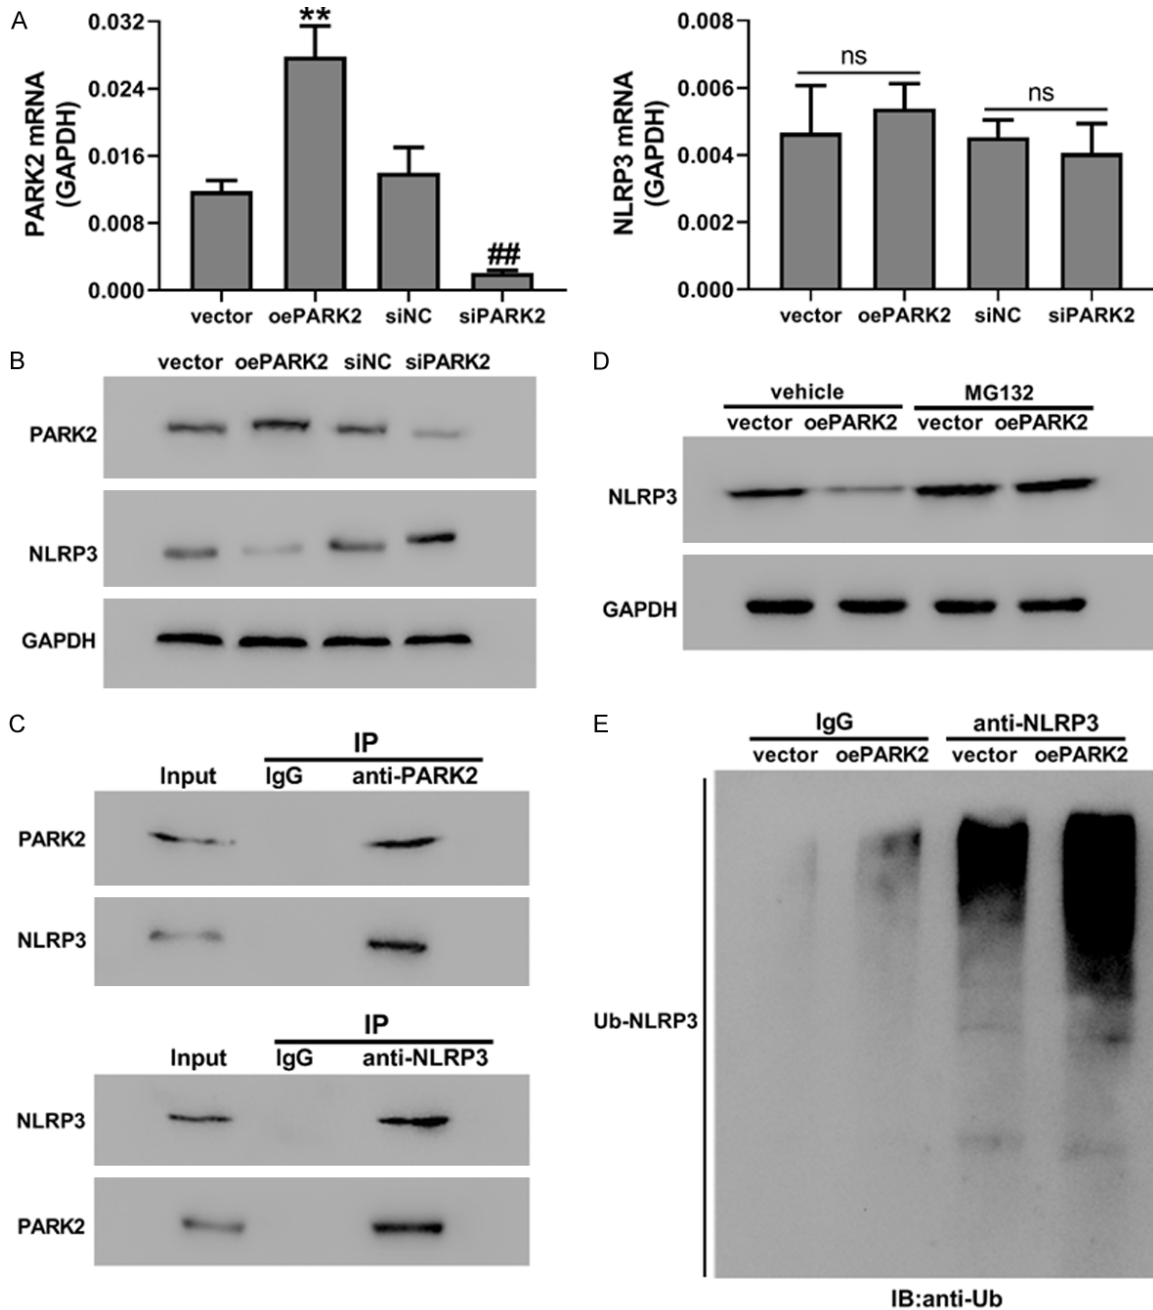 A
PARK2 mRNA
(GAPDH)
0.032
0.024
0.016
0.008
0.000
**
##
vector oePARK2 siNC siPARK2
NLRP3 mRNA
(GAPDH)
0.008
0.006
0.004
0.002
0.000
ns
ns
vector oePARK2 siNC siPARK2
B
vector oePARK2 siNC siPARK2
PARK2
NLRP3
GAPDH
C
IP
Input IgG anti-PARK2
PARK2
NLRP3
IP
Input IgG anti-NLRP3
NLRP3
PARK2
D
vehicle MG132
vector oePARK2 vector oePARK2
NLRP3
GAPDH
E
IgG anti-NLRP3
vector oePARK2 vector oePARK2
Ub-NLRP3
IB:anti-Ub